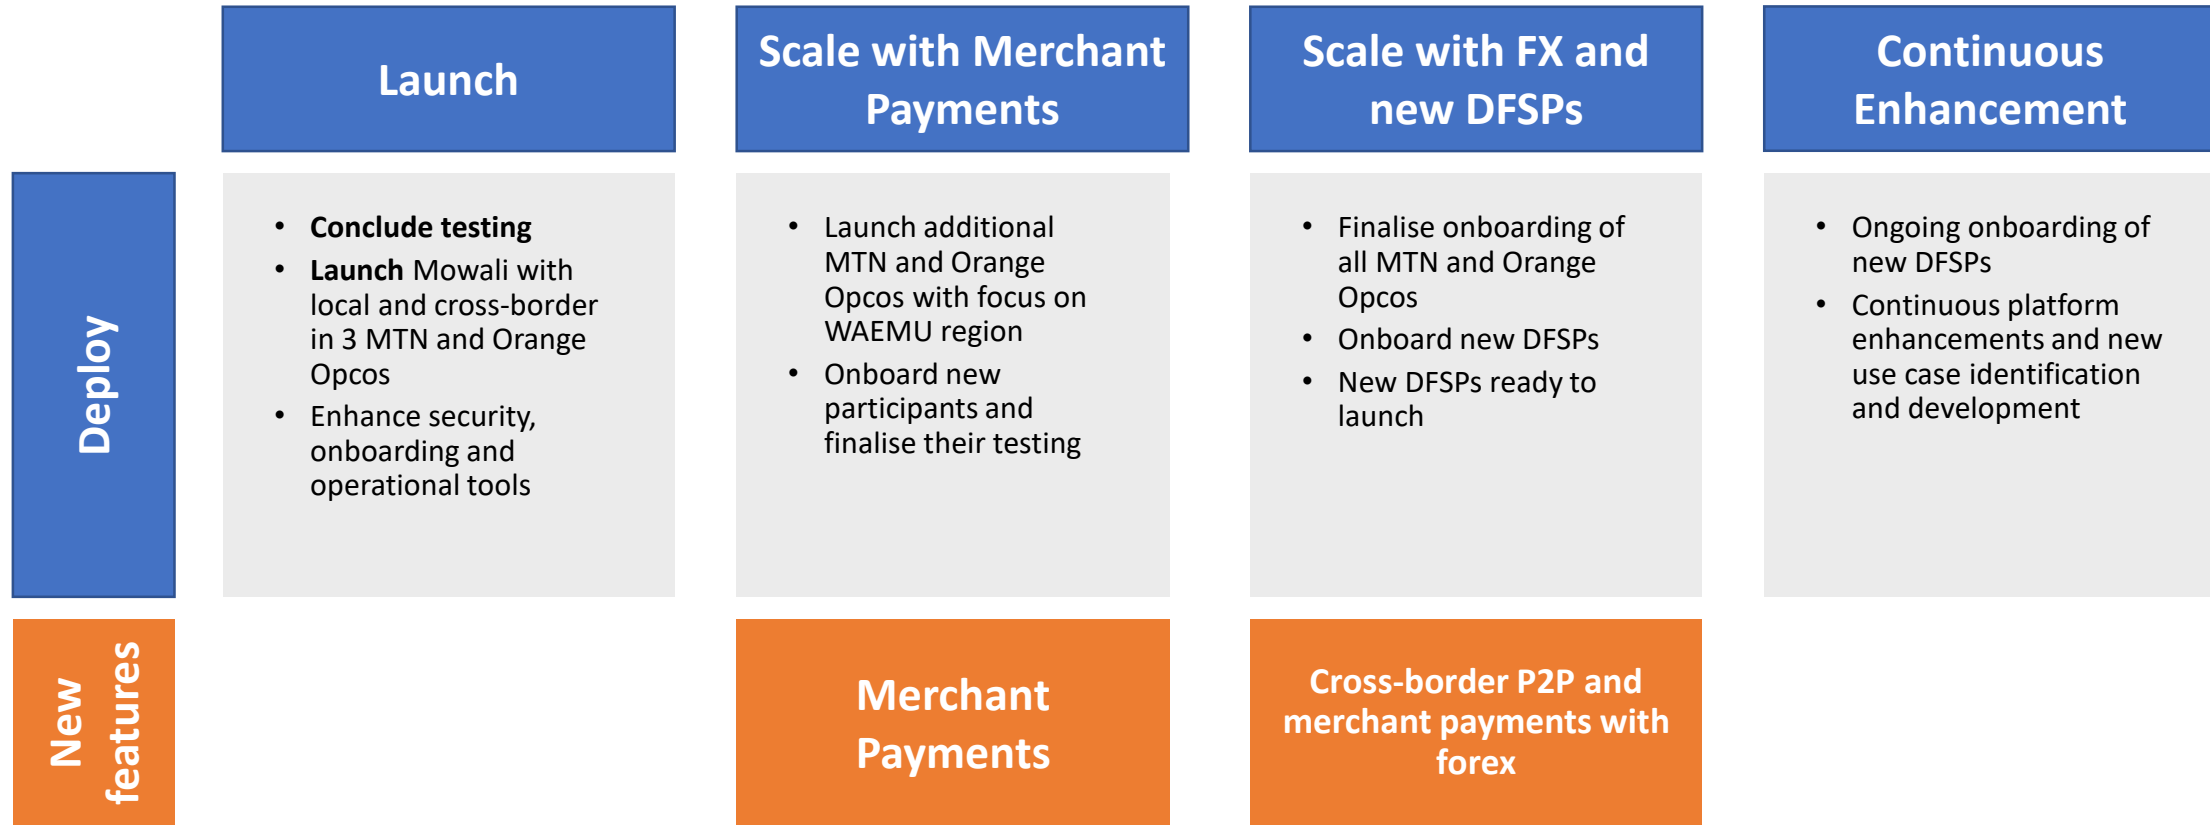 Launch
Scale with Merchant
Payments
Scale with FX and
new DFSPs
Continuous
Enhancement
Deploy
• Conclude testing
• Launch Mowali with
local and cross-border
in 3 MTN and Orange
Opcos
• Enhance security,
onboarding and
operational tools
• Launch additional
MTN and Orange
Opcos with focus on
WAEMU region
• Onboard new
participants and
finalise their testing
• Finalise onboarding of
all MTN and Orange
Opcos
• Onboard new DFSPs
• New DFSPs ready to
launch
• Ongoing onboarding of
new DFSPs
• Continuous platform
enhancements and new
use case identification
and development
New
features
Merchant
Payments
Cross-border P2P and
merchant payments with
forex